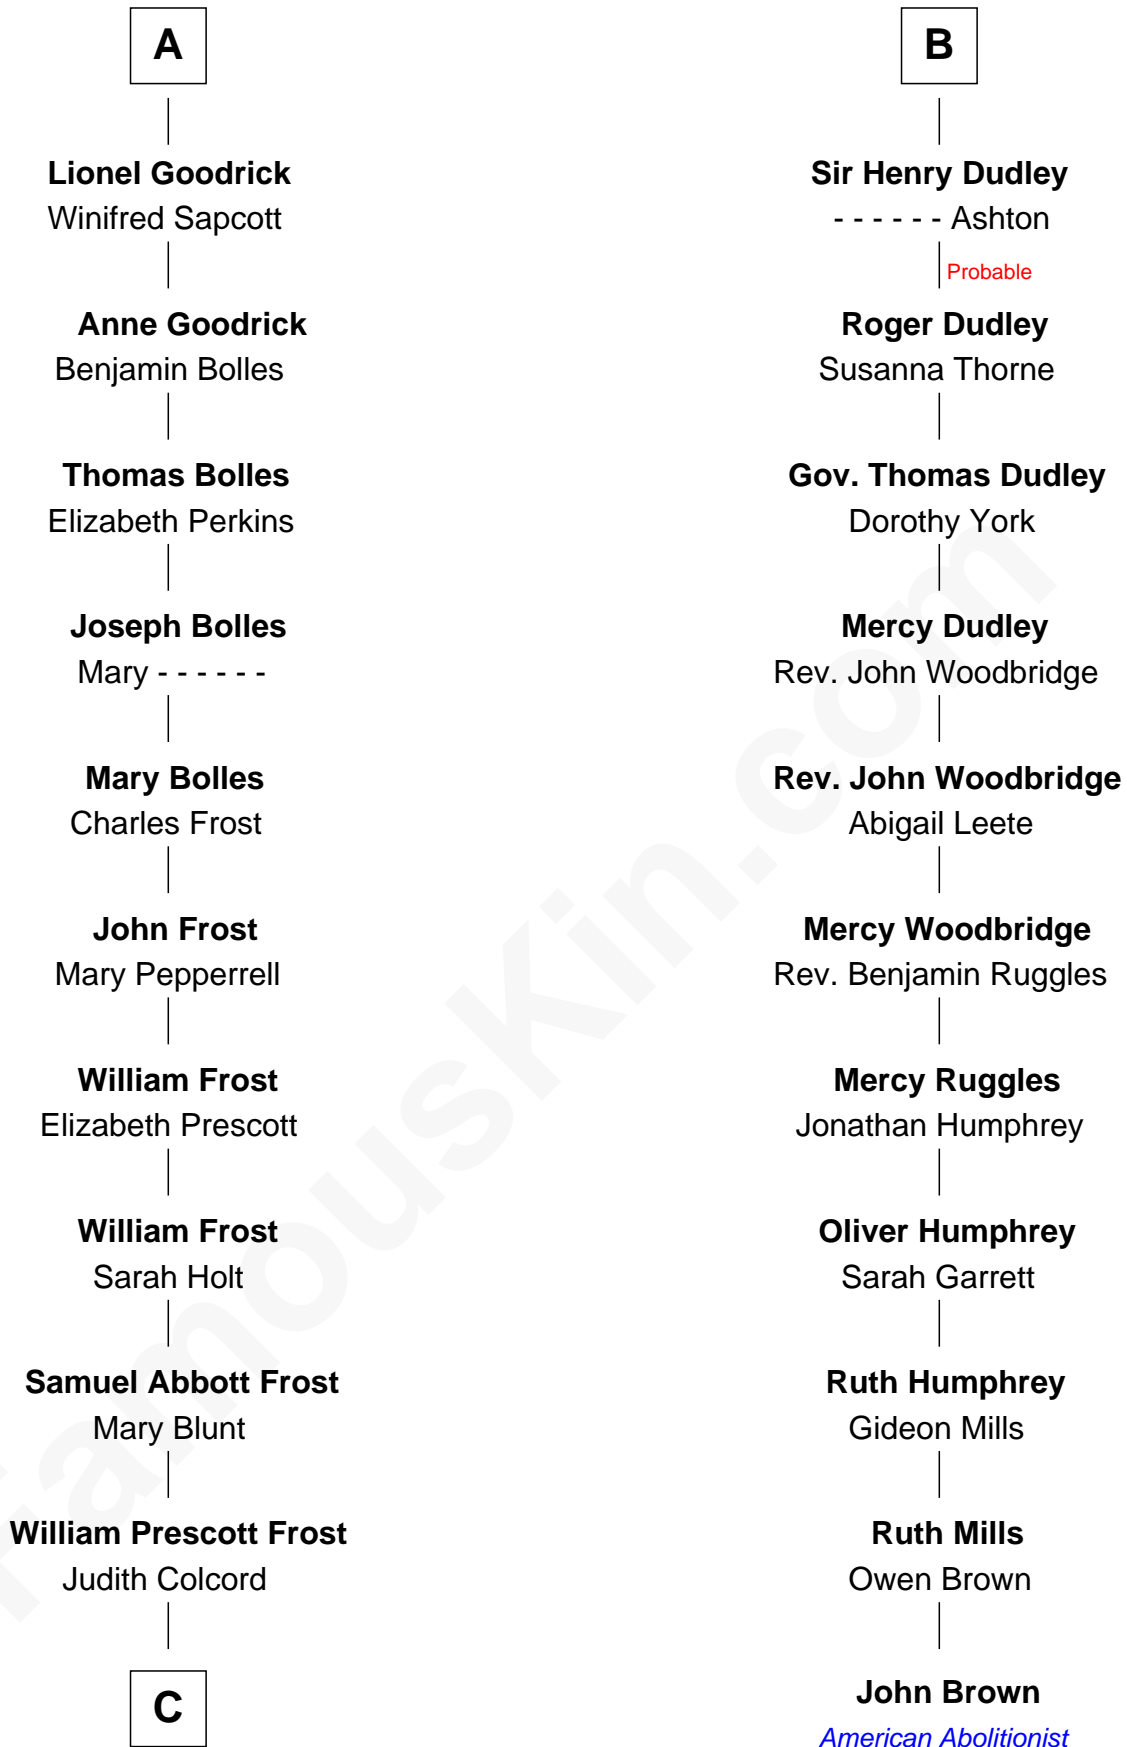 A
Lionel Goodrick
Winifred Sapcott
Anne Goodrick
Benjamin Bolles
Thomas Bolles
Elizabeth Perkins
Joseph Bolles
Mary - - - - - -
Mary Bolles
Charles Frost
John Frost
Mary Pepperrell
William Frost
Elizabeth Prescott
William Frost
Sarah Holt
Samuel Abbott Frost
Mary Blunt
William Prescott Frost
Judith Colcord
C
B
Sir Henry Dudley
- - - - - - Ashton
Probable
Roger Dudley
Susanna Thorne
Gov. Thomas Dudley
Dorothy York
Mercy Dudley
Rev. John Woodbridge
Rev. John Woodbridge
Abigail Leete
Mercy Woodbridge
Rev. Benjamin Ruggles
Mercy Ruggles
Jonathan Humphrey
Oliver Humphrey
Sarah Garrett
Ruth Humphrey
Gideon Mills
Ruth Mills
Owen Brown
John Brown
American Abolitionist
FamousKin.com